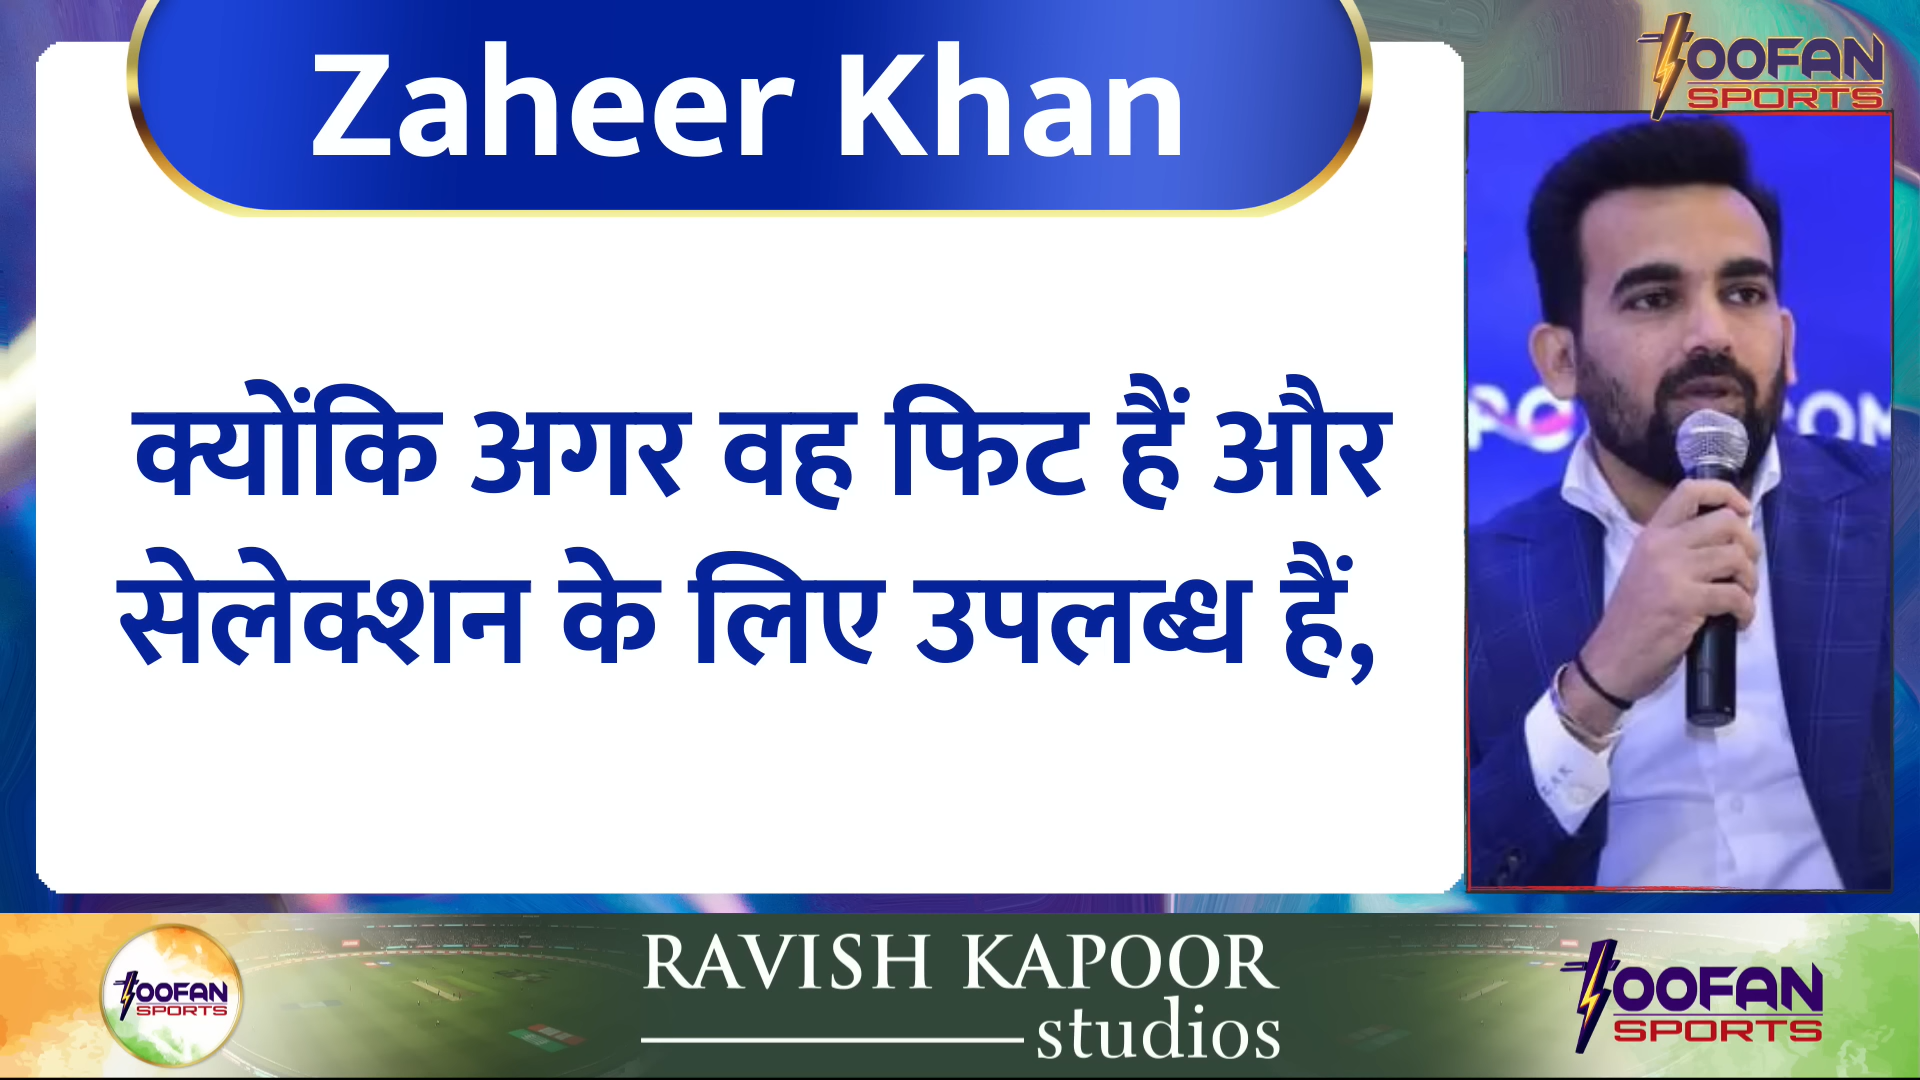 Zaheer Khan
TOOFAN
SPORTS
क्योंकि अगर वह फिट हैं और
सेलेक्शन के लिए उपलब्ध हैं,
TOOFAN
SPORTS
RAVISH KAPOOR
studios
TOOFAN
SPORTS